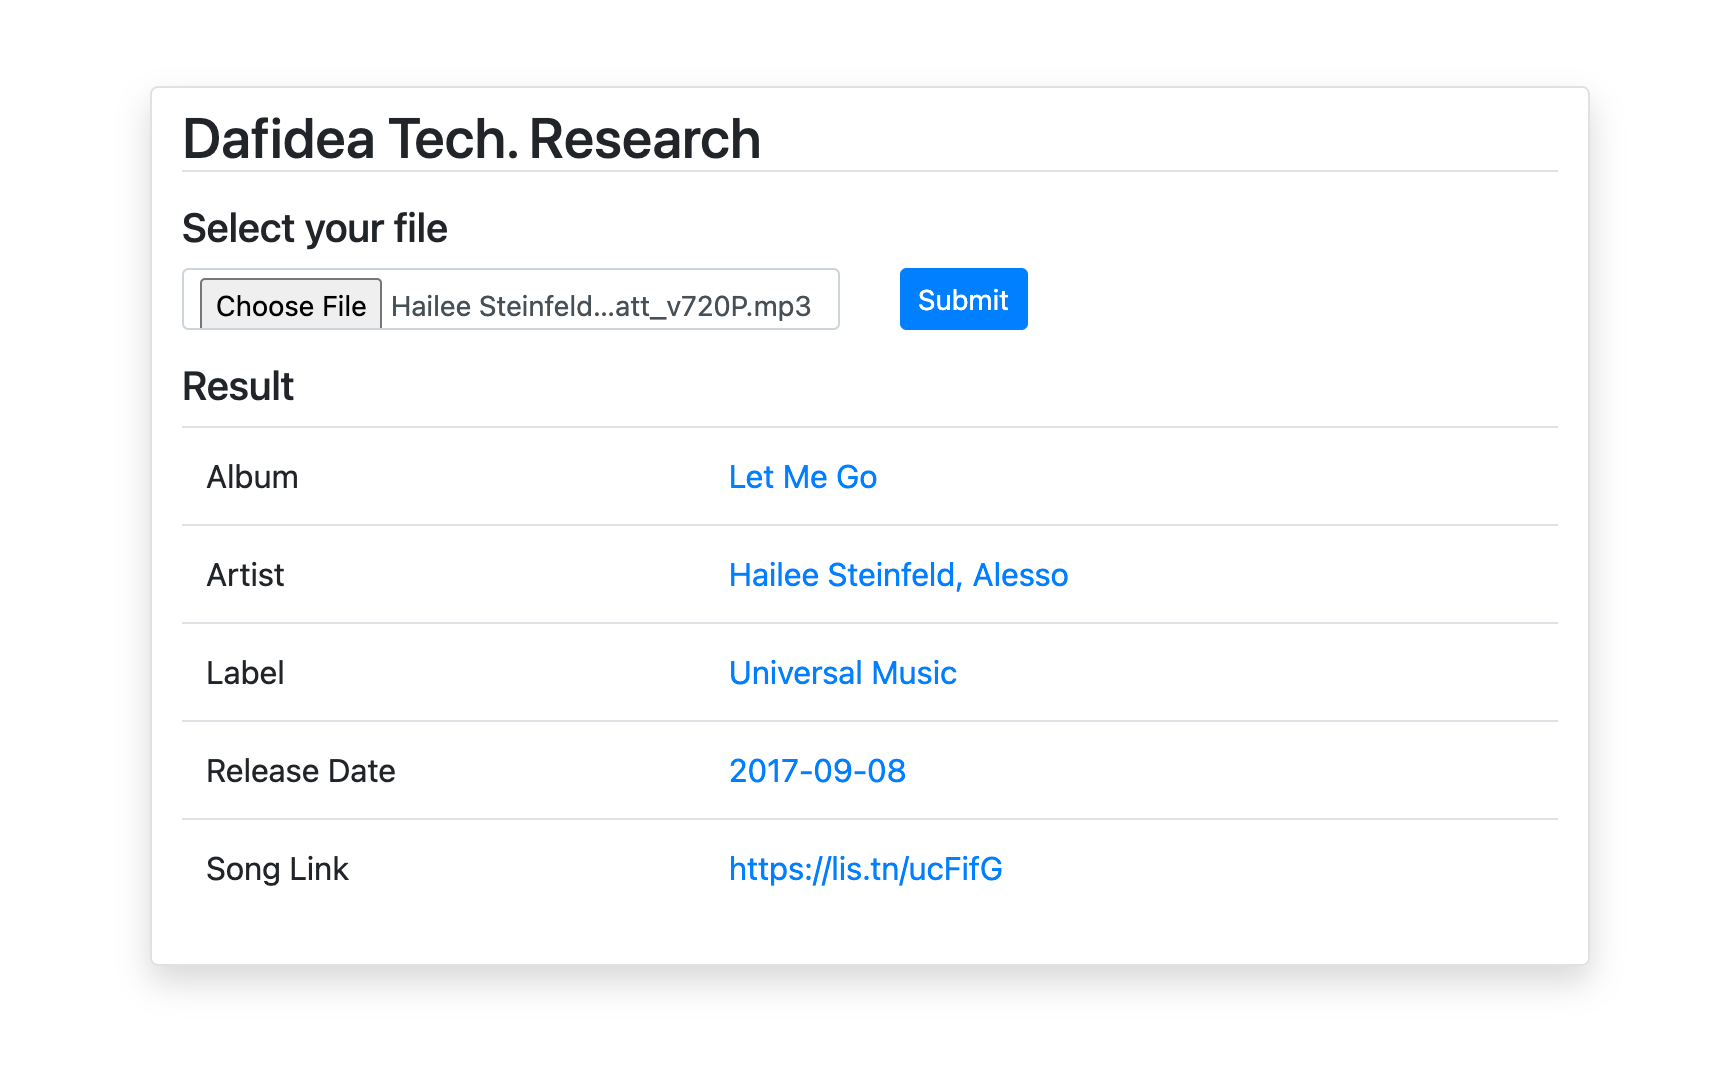 Dafidea Tech. Research
Select your file
Choose File Hailee Steinfeld...att_v720P.mp3 Submit
Result
Album Let Me Go
Artist Hailee Steinfeld, Alesso
Label Universal Music
Release Date 2017-09-08
Song Link https://lis.tn/ucFifG